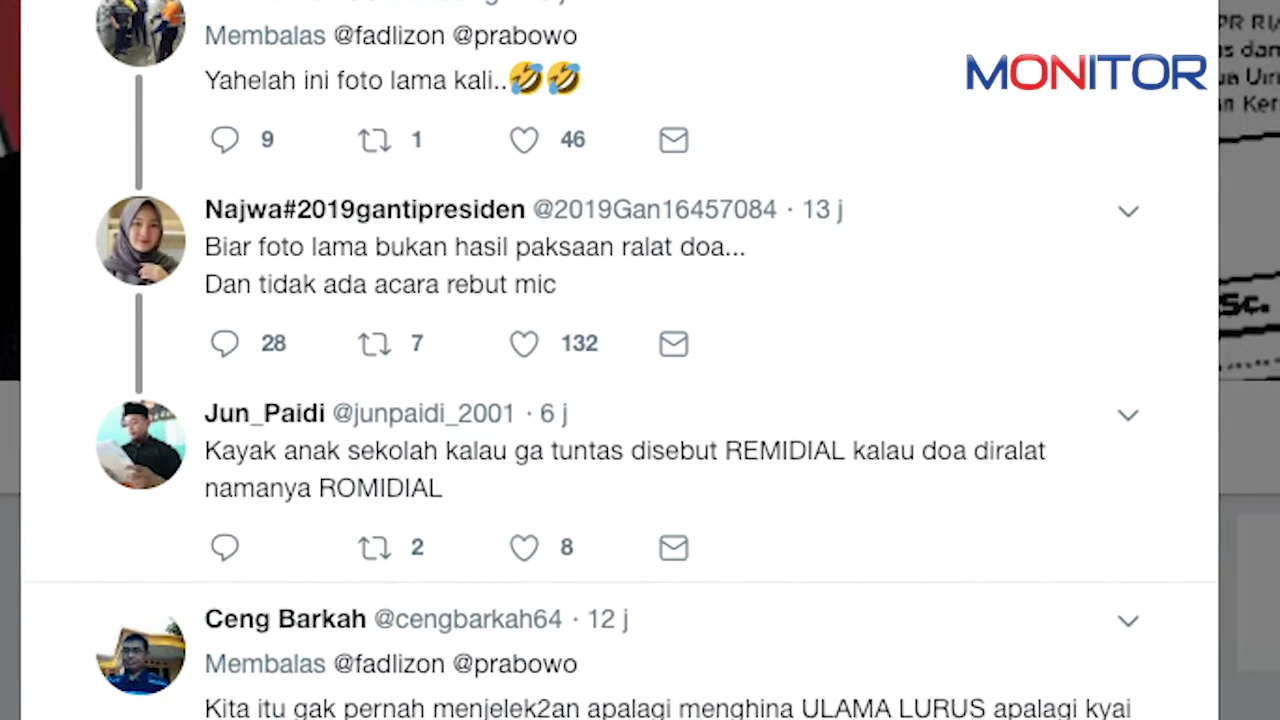 Membalas @fadlizon @prabowo
Yahelah ini foto lama kali..🤣🤣
MONITOR
9 1 46
Najwa#2019gantipresiden @2019Gan16457084 · 13 j
Biar foto lama bukan hasil paksaan ralat doa...
Dan tidak ada acara rebut mic
28 7 132
Jun_Paidi @junpaidi_2001 · 6 j
Kayak anak sekolah kalau ga tuntas disebut REMIDIAL kalau doa diralat
namanya ROMIDIAL
2 8
Ceng Barkah @cengbarkah64 · 12 j
Membalas @fadlizon @prabowo
Kita itu gak pernah menjelek2an apalagi menghina ULAMA LURUS apalagi kyai